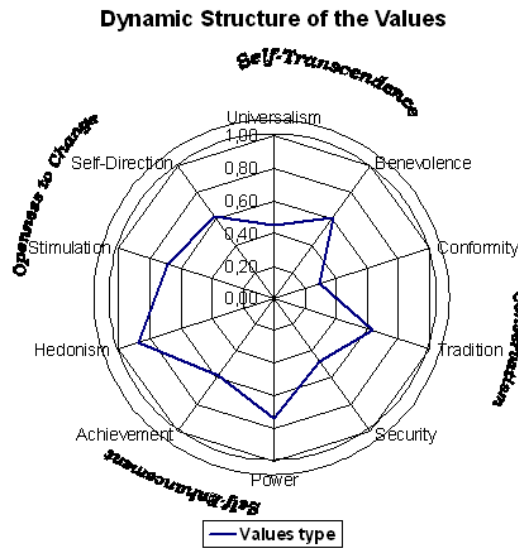 Dynamic Structure of the Values
Self-Transcendence
Universalism
1,00
Openness to Change
Self-Direction
Benevolence
0,80
0,60
Stimulation
Conformity
0,40
0,20
0,00
Conservation
Hedonism
Tradition
Achievement
Security
Self-Enhancement
Power
Values type